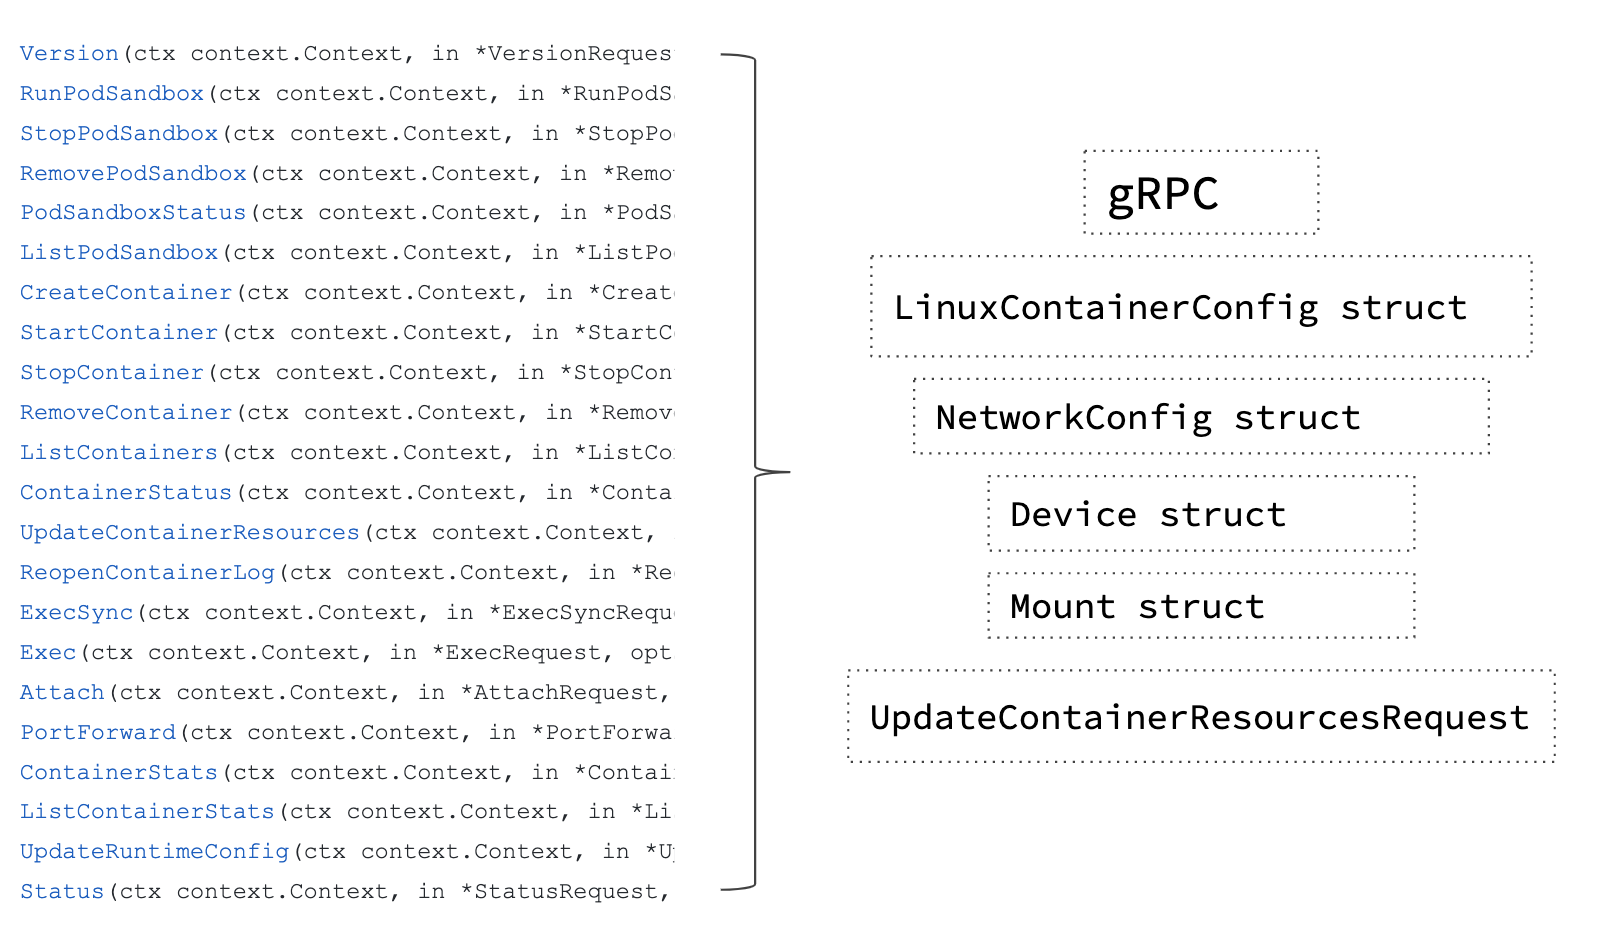 Version(ctx context.Context, in *VersionReques
RunPodSandbox(ctx context.Context, in *RunPodS
StopPodSandbox(ctx context.Context, in *StopPo
RemovePodSandbox(ctx context.Context, in *Remo
PodSandboxStatus(ctx context.Context, in *PodS
ListPodSandbox(ctx context.Context, in *ListPo
CreateContainer(ctx context.Context, in *Creat
StartContainer(ctx context.Context, in *StartC
StopContainer(ctx context.Context, in *StopCon
RemoveContainer(ctx context.Context, in *Remov
ListContainers(ctx context.Context, in *ListCo
ContainerStatus(ctx context.Context, in *Conta
UpdateContainerResources(ctx context.Context,
ReopenContainerLog(ctx context.Context, in *Re
ExecSync(ctx context.Context, in *ExecSyncRequ
Exec(ctx context.Context, in *ExecRequest, opt
Attach(ctx context.Context, in *AttachRequest,
PortForward(ctx context.Context, in *PortForwa
ContainerStats(ctx context.Context, in *Contai
ListContainerStats(ctx context.Context, in *Li
UpdateRuntimeConfig(ctx context.Context, in *U
Status(ctx context.Context, in *StatusRequest,
gRPC
LinuxContainerConfig struct
NetworkConfig struct
Device struct
Mount struct
UpdateContainerResourcesRequest